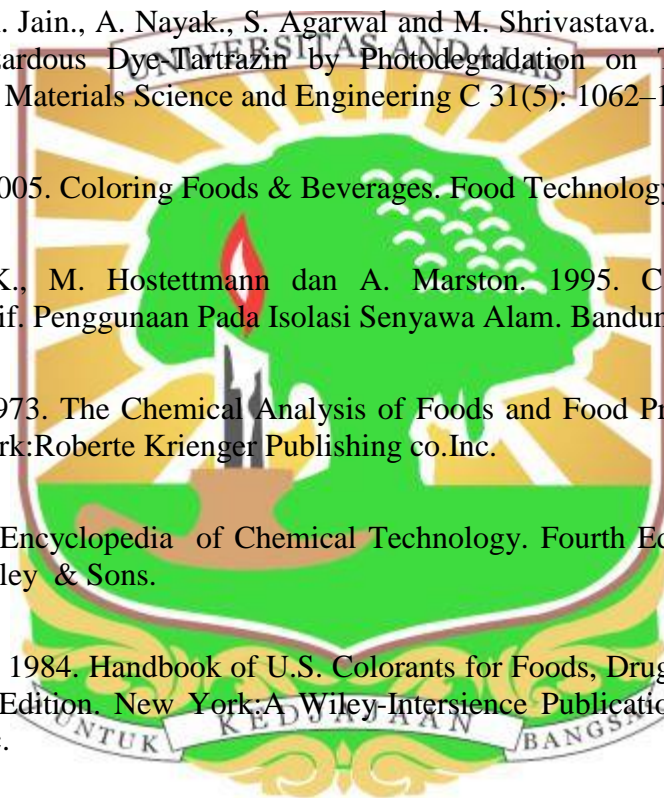 . Jain., A. Nayak., S. Agarwal and M. Shrivastava.
zardous Dye-Tartrazin by Photodegradation on T
UNIVERSITAS ANDALAS
Materials Science and Engineering C 31(5): 1062–1
005. Coloring Foods & Beverages. Food Technology
K., M. Hostettmann dan A. Marston. 1995. C
if. Penggunaan Pada Isolasi Senyawa Alam. Bandun
973. The Chemical Analysis of Foods and Food Pr
rk:Roberte Krienger Publishing co.Inc.
Encyclopedia of Chemical Technology. Fourth Ed
ley & Sons.
1984. Handbook of U.S. Colorants for Foods, Drug
Edition. New York:A Wiley-Intersience Publicatio
UNTUK KEDJAJAAN BANGSA
c.